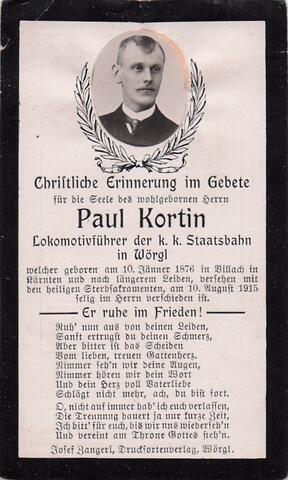 Christliche Erinnerung im Gebete
für die Seele des wohlgebornen Herrn
Paul Kortin
Lokomotivführer der k. k. Staatsbahn
in Wörgl
welcher geboren am 10. Jänner 1876 in Villach in
Kärnten und nach längerem Leiden, versehen mit
den heiligen Sterbsakramenten, am 10. August 1915
selig im Herrn verschieden ist.
Er ruhe im Frieden!
Ruh' nun aus von deinen Leiden,
Sanft ertrugst du deinen Schmerz,
Aber bitter ist das Scheiden
Vom lieben, treuen Gattenherz.
Nimmer seh'n wir deine Augen,
Nimmer hören wir dein Wort
Und dein Herz voll Vaterliebe
Schlägt nicht mehr, ach, du bist fort.
O, nicht auf immer hab' ich euch verlassen,
Die Trennung dauert ja nur kurze Zeit,
Ich bitt' für euch, bis wir uns wiederseh'n
Und vereint am Throne Gottes steh'n.
Josef Zangerl, Drucksortenverlag, Wörgl.